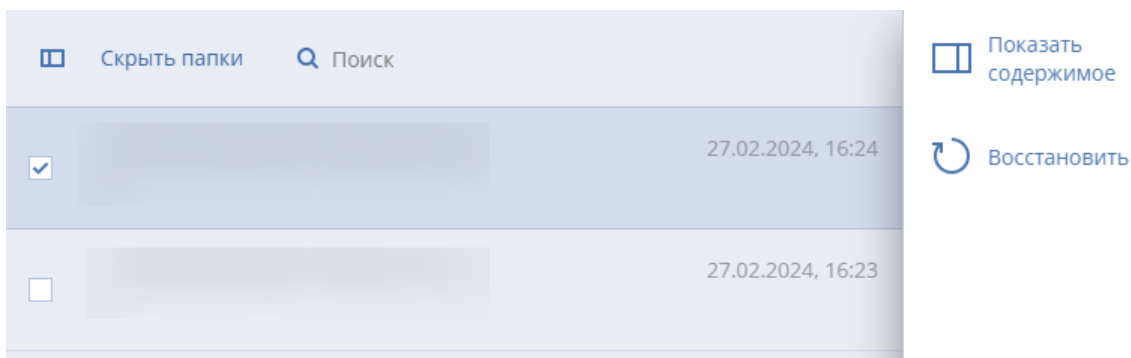 Скрыть папки
Поиск
Показать
содержимое
27.02.2024, 16:24
Восстановить
27.02.2024, 16:23